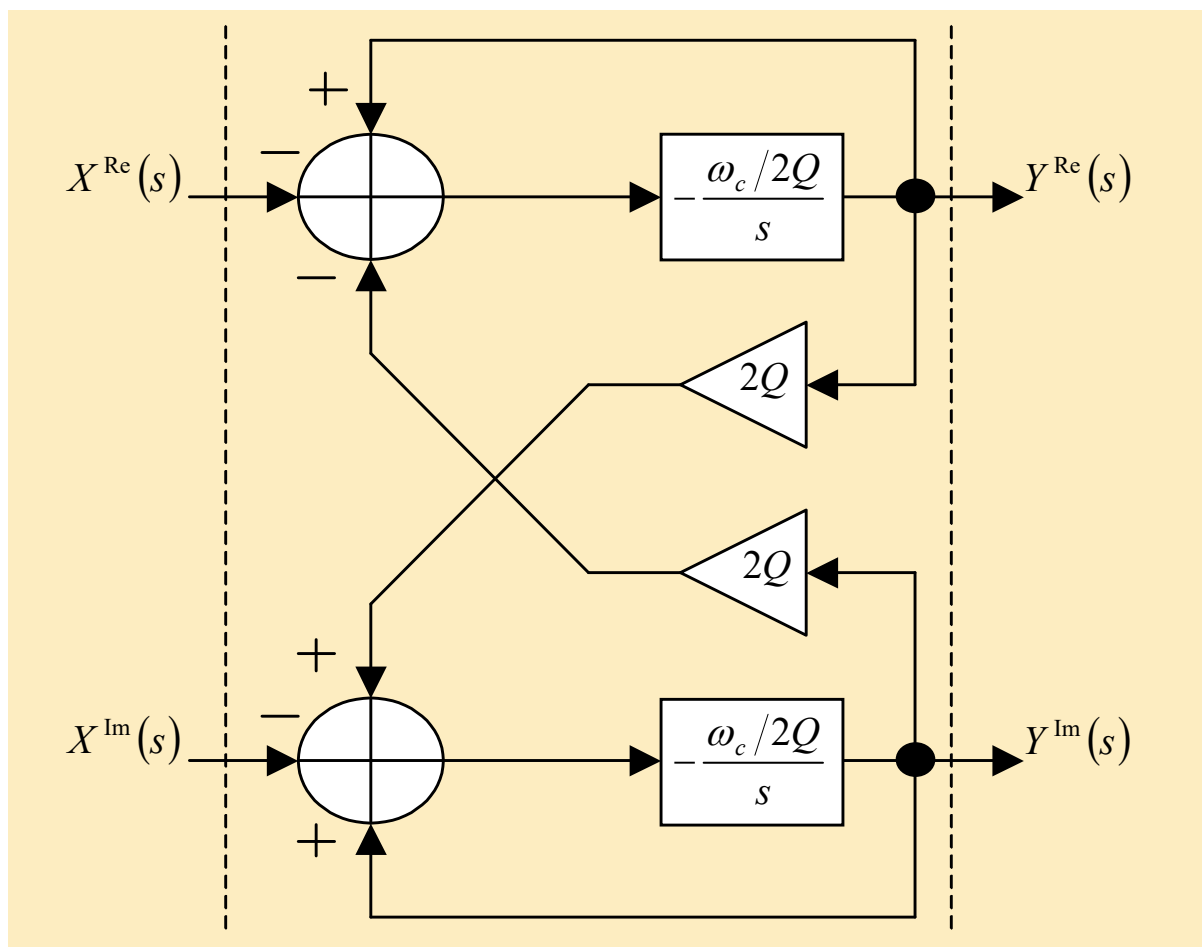 +
−
X^Re(s)
−
− (ω_c/2Q)/s
Y^Re(s)
2Q
2Q
+
−
X^Im(s)
+
− (ω_c/2Q)/s
Y^Im(s)